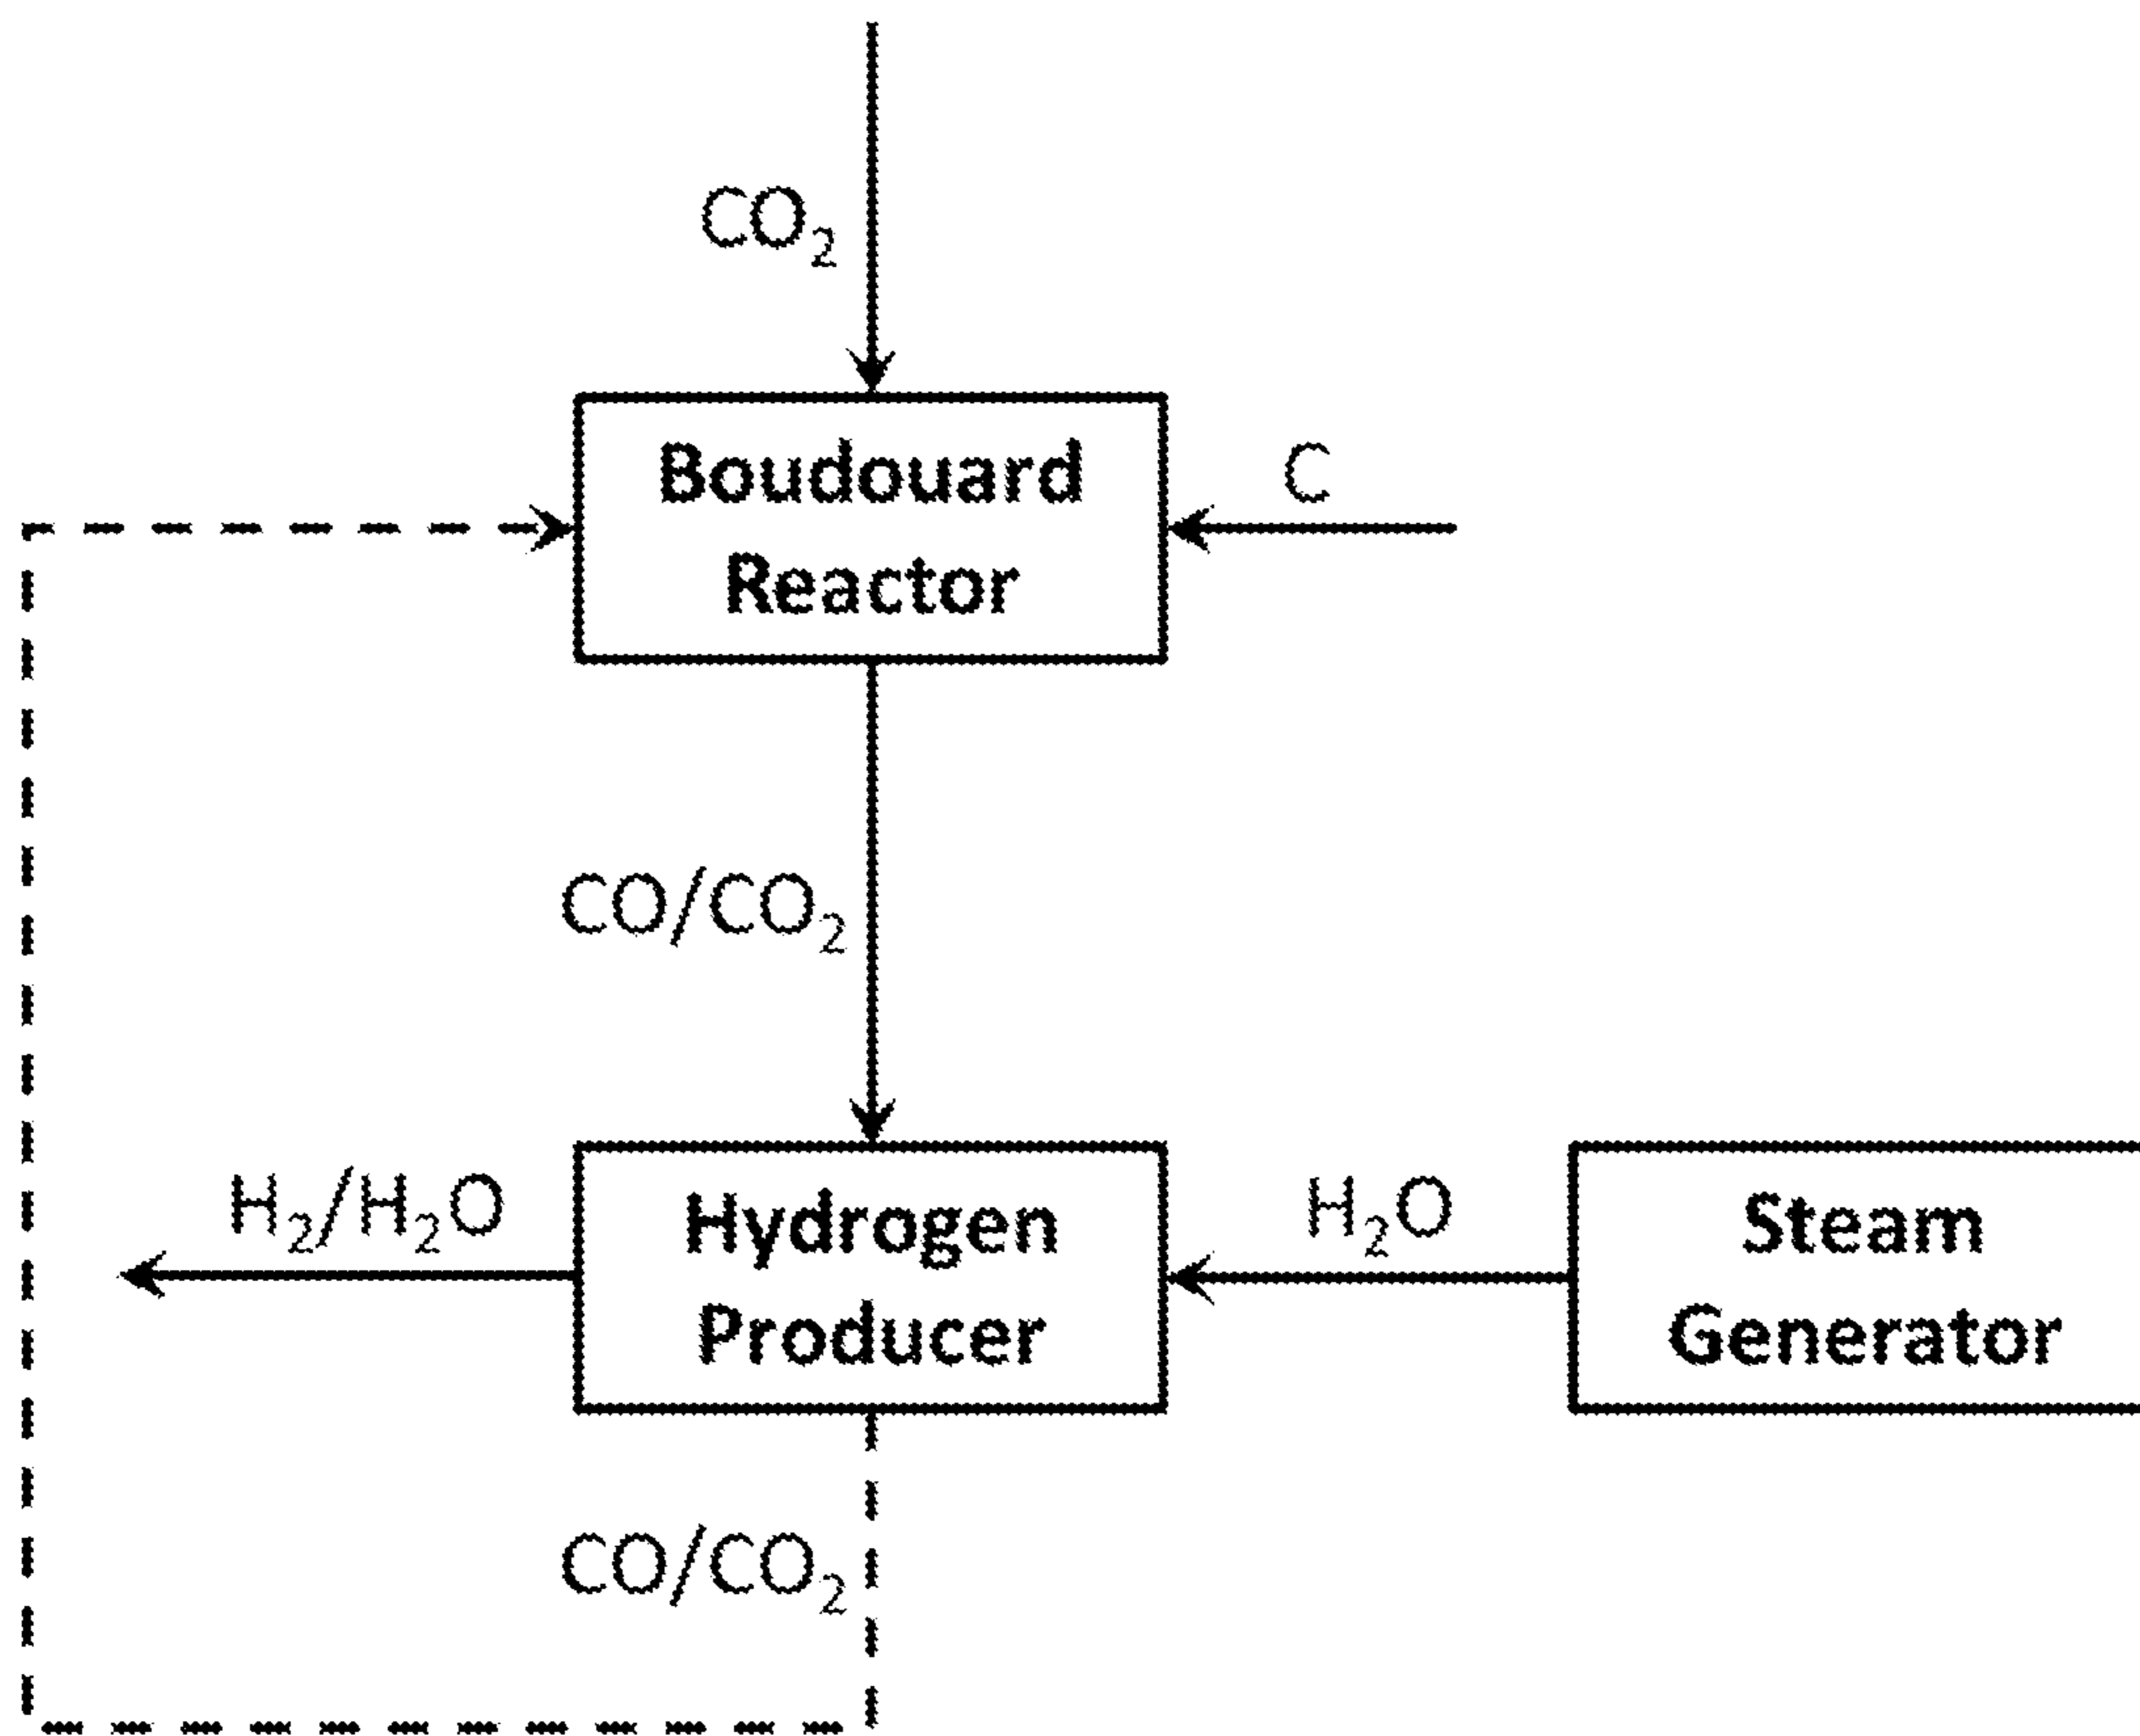 CO₂
Boudouard
Reactor
C
CO/CO₂
H₂/H₂O
Hydrogen
Producer
H₂O
Steam
Generator
CO/CO₂